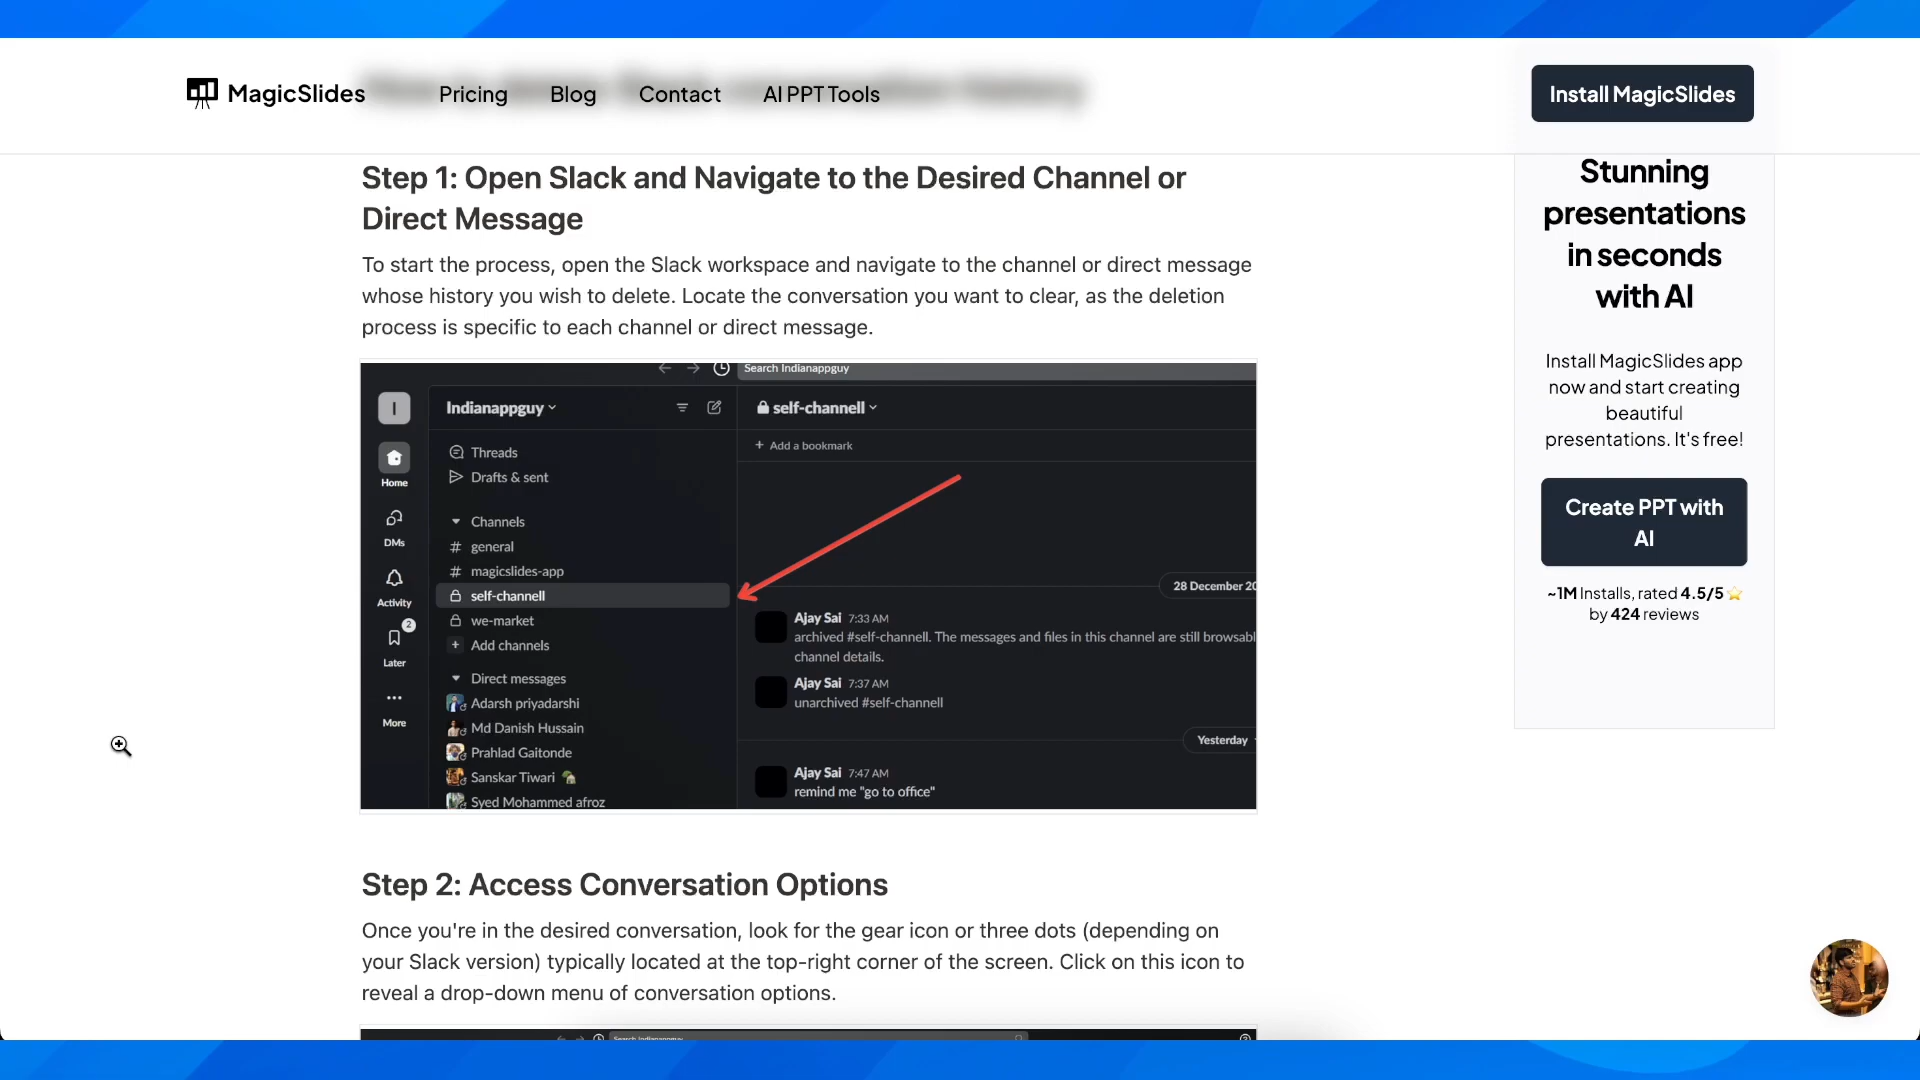 MagicSlides
Pricing
Blog
Contact
AI PPT Tools
Install MagicSlides
Step 1: Open Slack and Navigate to the Desired Channel or
Direct Message
To start the process, open the Slack workspace and navigate to the channel or direct message
whose history you wish to delete. Locate the conversation you want to clear, as the deletion
process is specific to each channel or direct message.
Search Indianappguy
I
Indianappguy
self-channell
+ Add a bookmark
Home
DMs
Activity
2
Later
More
Threads
Drafts & sent
Channels
# general
# magicslides-app
self-channell
we-market
+ Add channels
Direct messages
Adarsh priyadarshi
Md Danish Hussain
Prahlad Gaitonde
Sanskar Tiwari
Syed Mohammed afroz
28 December 20
Ajay Sai 7:33 AM
archived #self-channell. The messages and files in this channel are still browsabl
channel details.
Ajay Sai 7:37 AM
unarchived #self-channell
Yesterday
Ajay Sai 7:47 AM
remind me "go to office"
Step 2: Access Conversation Options
Once you're in the desired conversation, look for the gear icon or three dots (depending on
your Slack version) typically located at the top-right corner of the screen. Click on this icon to
reveal a drop-down menu of conversation options.
Stunning
presentations
in seconds
with AI
Install MagicSlides app
now and start creating
beautiful
presentations. It's free!
Create PPT with
AI
~1M Installs, rated 4.5/5
by 424 reviews